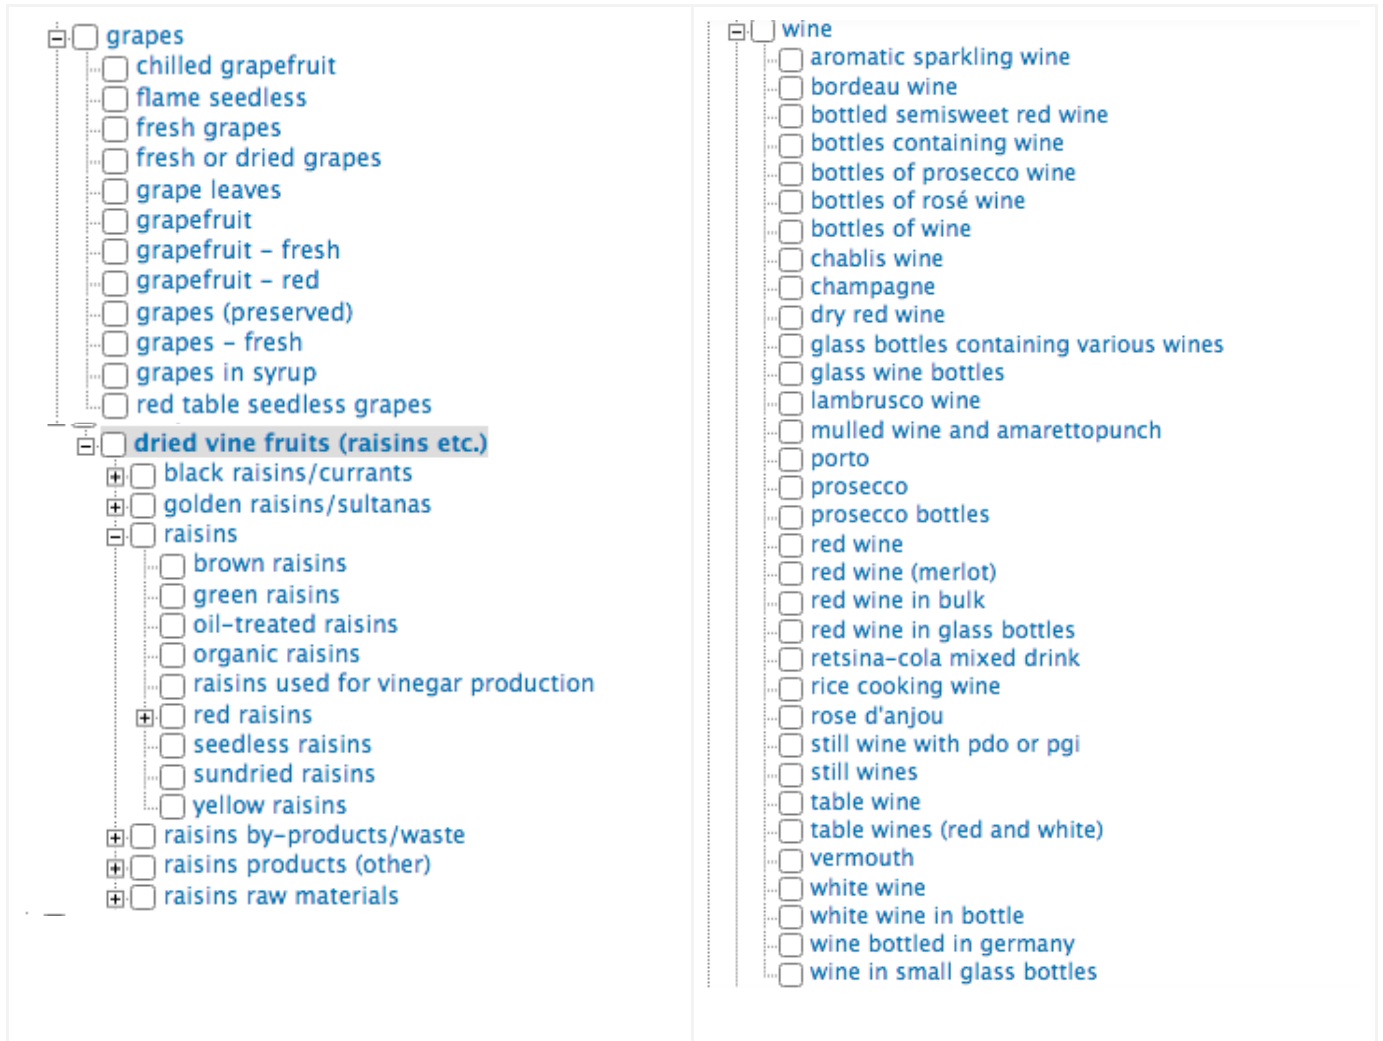 grapes
chilled grapefruit
flame seedless
fresh grapes
fresh or dried grapes
grape leaves
grapefruit
grapefruit – fresh
grapefruit – red
grapes (preserved)
grapes – fresh
grapes in syrup
red table seedless grapes
dried vine fruits (raisins etc.)
black raisins/currants
golden raisins/sultanas
raisins
brown raisins
green raisins
oil-treated raisins
organic raisins
raisins used for vinegar production
red raisins
seedless raisins
sundried raisins
yellow raisins
raisins by-products/waste
raisins products (other)
raisins raw materials
wine
aromatic sparkling wine
bordeau wine
bottled semisweet red wine
bottles containing wine
bottles of prosecco wine
bottles of rosé wine
bottles of wine
chablis wine
champagne
dry red wine
glass bottles containing various wines
glass wine bottles
lambrusco wine
mulled wine and amarettopunch
porto
prosecco
prosecco bottles
red wine
red wine (merlot)
red wine in bulk
red wine in glass bottles
retsina-cola mixed drink
rice cooking wine
rose d'anjou
still wine with pdo or pgi
still wines
table wine
table wines (red and white)
vermouth
white wine
white wine in bottle
wine bottled in germany
wine in small glass bottles